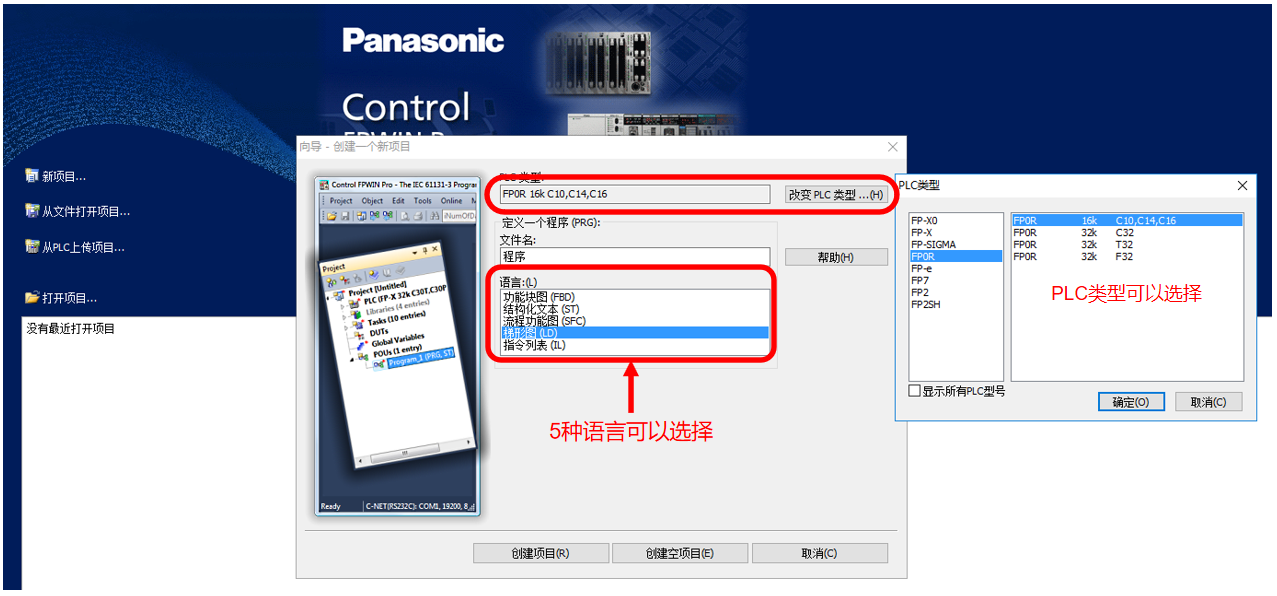 Panasonic
Control
新项目...
从文件打开项目...
从PLC上传项目...
打开项目...
没有最近打开项目
向导 - 创建一个新项目
Control FPWIN Pro - The IEC 61131-3 Progra
Project Object Edit Tools Online
iNumOfD
Project
Project [Untitled]
PLC (FP-X 32k C30T,C30P
Libraries (4 entries)
Tasks (10 entries)
DUTs
Global Variables
POUs (1 entry)
Program_1 (PRG, ST)
Ready C-NET(RS232C): COM1, 19200, 8
PLC 类型:
FP0R 16k C10,C14,C16
改变 PLC 类型 ...(H)
定义一个程序 (PRG):
文件名:
程序
帮助(H)
语言:(L)
功能块图 (FBD)
结构化文本 (ST)
流程功能图 (SFC)
梯形图 (LD)
指令列表 (IL)
5种语言可以选择
创建项目(R)
创建空项目(E)
取消(C)
PLC类型
FP-X0
FP-X
FP-SIGMA
FP0R
FP-e
FP7
FP2
FP2SH
FP0R 16k C10,C14,C16
FP0R 32k C32
FP0R 32k T32
FP0R 32k F32
PLC类型可以选择
显示所有PLC型号
确定(O)
取消(C)